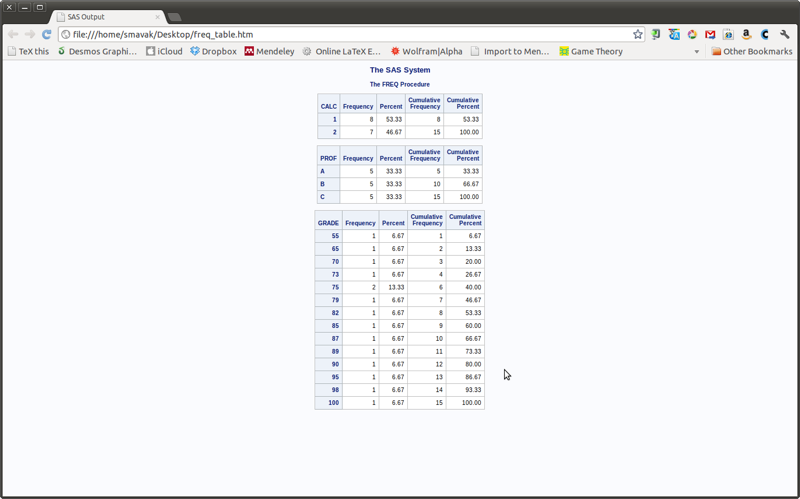 SAS Output
file:///home/smavak/Desktop/freq_table.htm
TeX this Desmos Graphi... iCloud Dropbox Mendeley Online LaTeX E... Wolfram|Alpha Import to Men... Game Theory Other Bookmarks
The SAS System
The FREQ Procedure
CALC Frequency Percent Cumulative Frequency Cumulative Percent
1 8 53.33 8 53.33
2 7 46.67 15 100.00
PROF Frequency Percent Cumulative Frequency Cumulative Percent
A 5 33.33 5 33.33
B 5 33.33 10 66.67
C 5 33.33 15 100.00
GRADE Frequency Percent Cumulative Frequency Cumulative Percent
55 1 6.67 1 6.67
65 1 6.67 2 13.33
70 1 6.67 3 20.00
73 1 6.67 4 26.67
75 2 13.33 6 40.00
79 1 6.67 7 46.67
82 1 6.67 8 53.33
85 1 6.67 9 60.00
87 1 6.67 10 66.67
89 1 6.67 11 73.33
90 1 6.67 12 80.00
95 1 6.67 13 86.67
98 1 6.67 14 93.33
100 1 6.67 15 100.00